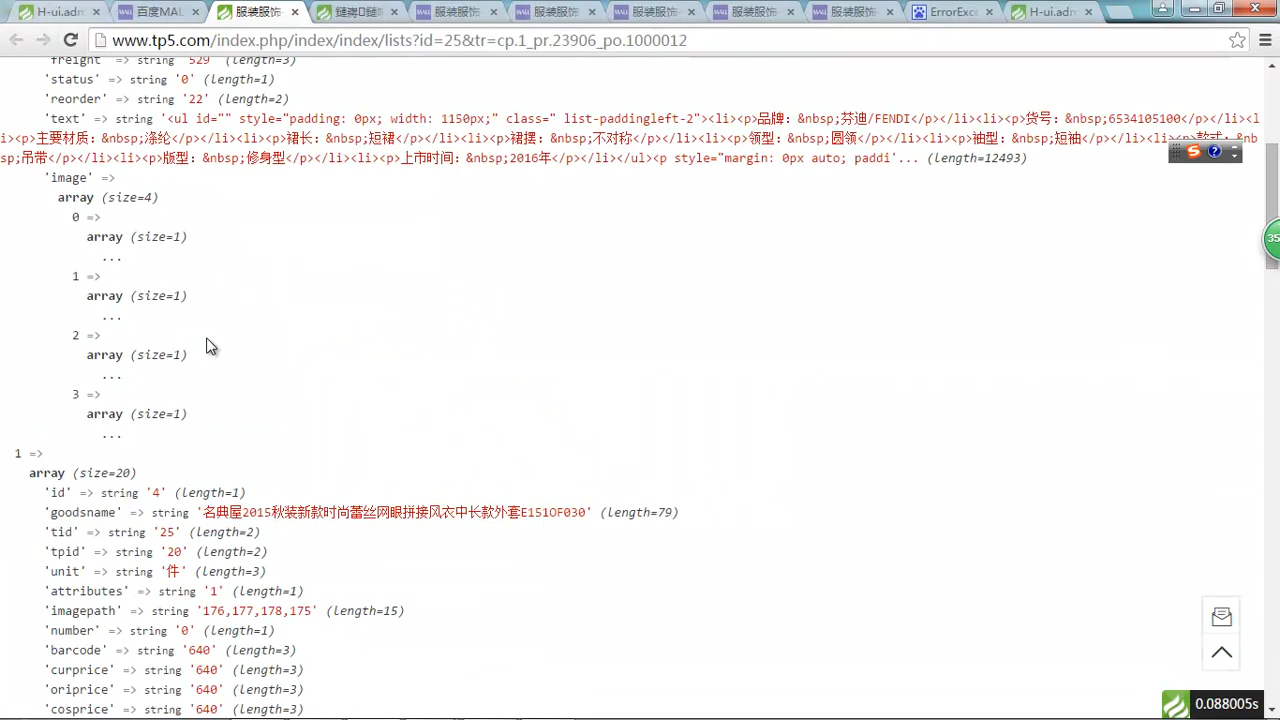 H-ui.adm
百度MAL
服装服饰
服装服饰
服装服饰
服装服饰
服装服饰
服装服饰
ErrorExce
H-ui.adm
www.tp5.com/index.php/index/index/lists?id=25&tr=cp.1_pr.23906_po.1000012
'freight' => string '529' (length=3)
'status' => string '0' (length=1)
'reorder' => string '22' (length=2)
'text' => string '<ul id="" style="padding: 0px; width: 1150px;" class=" list-paddingleft-2"><li><p>品牌：&nbsp;芬迪/FENDI</p></li><li><p>货号：&nbsp;6534105100</p></li><l
i><p>主要材质：&nbsp;涤纶</p></li><li><p>裙长：&nbsp;短裙</p></li><li><p>裙摆：&nbsp;不对称</p></li><li><p>领型：&nbsp;圆领</p></li><li><p>袖型：&nbsp;短袖</p></li><li><p>款式：&nb
sp;吊带</p></li><li><p>版型：&nbsp;修身型</p></li><li><p>上市时间：&nbsp;2016年</p></li></ul><p style="margin: 0px auto; paddi'... (length=12493)
'image' =>
array (size=4)
0 =>
array (size=1)
...
1 =>
array (size=1)
...
2 =>
array (size=1)
...
3 =>
array (size=1)
...
1 =>
array (size=20)
'id' => string '4' (length=1)
'goodsname' => string '名典屋2015秋装新款时尚蕾丝网眼拼接风衣中长款外套E1510F030' (length=79)
'tid' => string '25' (length=2)
'tpid' => string '20' (length=2)
'unit' => string '件' (length=3)
'attributes' => string '1' (length=1)
'imagepath' => string '176,177,178,175' (length=15)
'number' => string '0' (length=1)
'barcode' => string '640' (length=3)
'curprice' => string '640' (length=3)
'oriprice' => string '640' (length=3)
'cosprice' => string '640' (length=3)
35
0.088005s